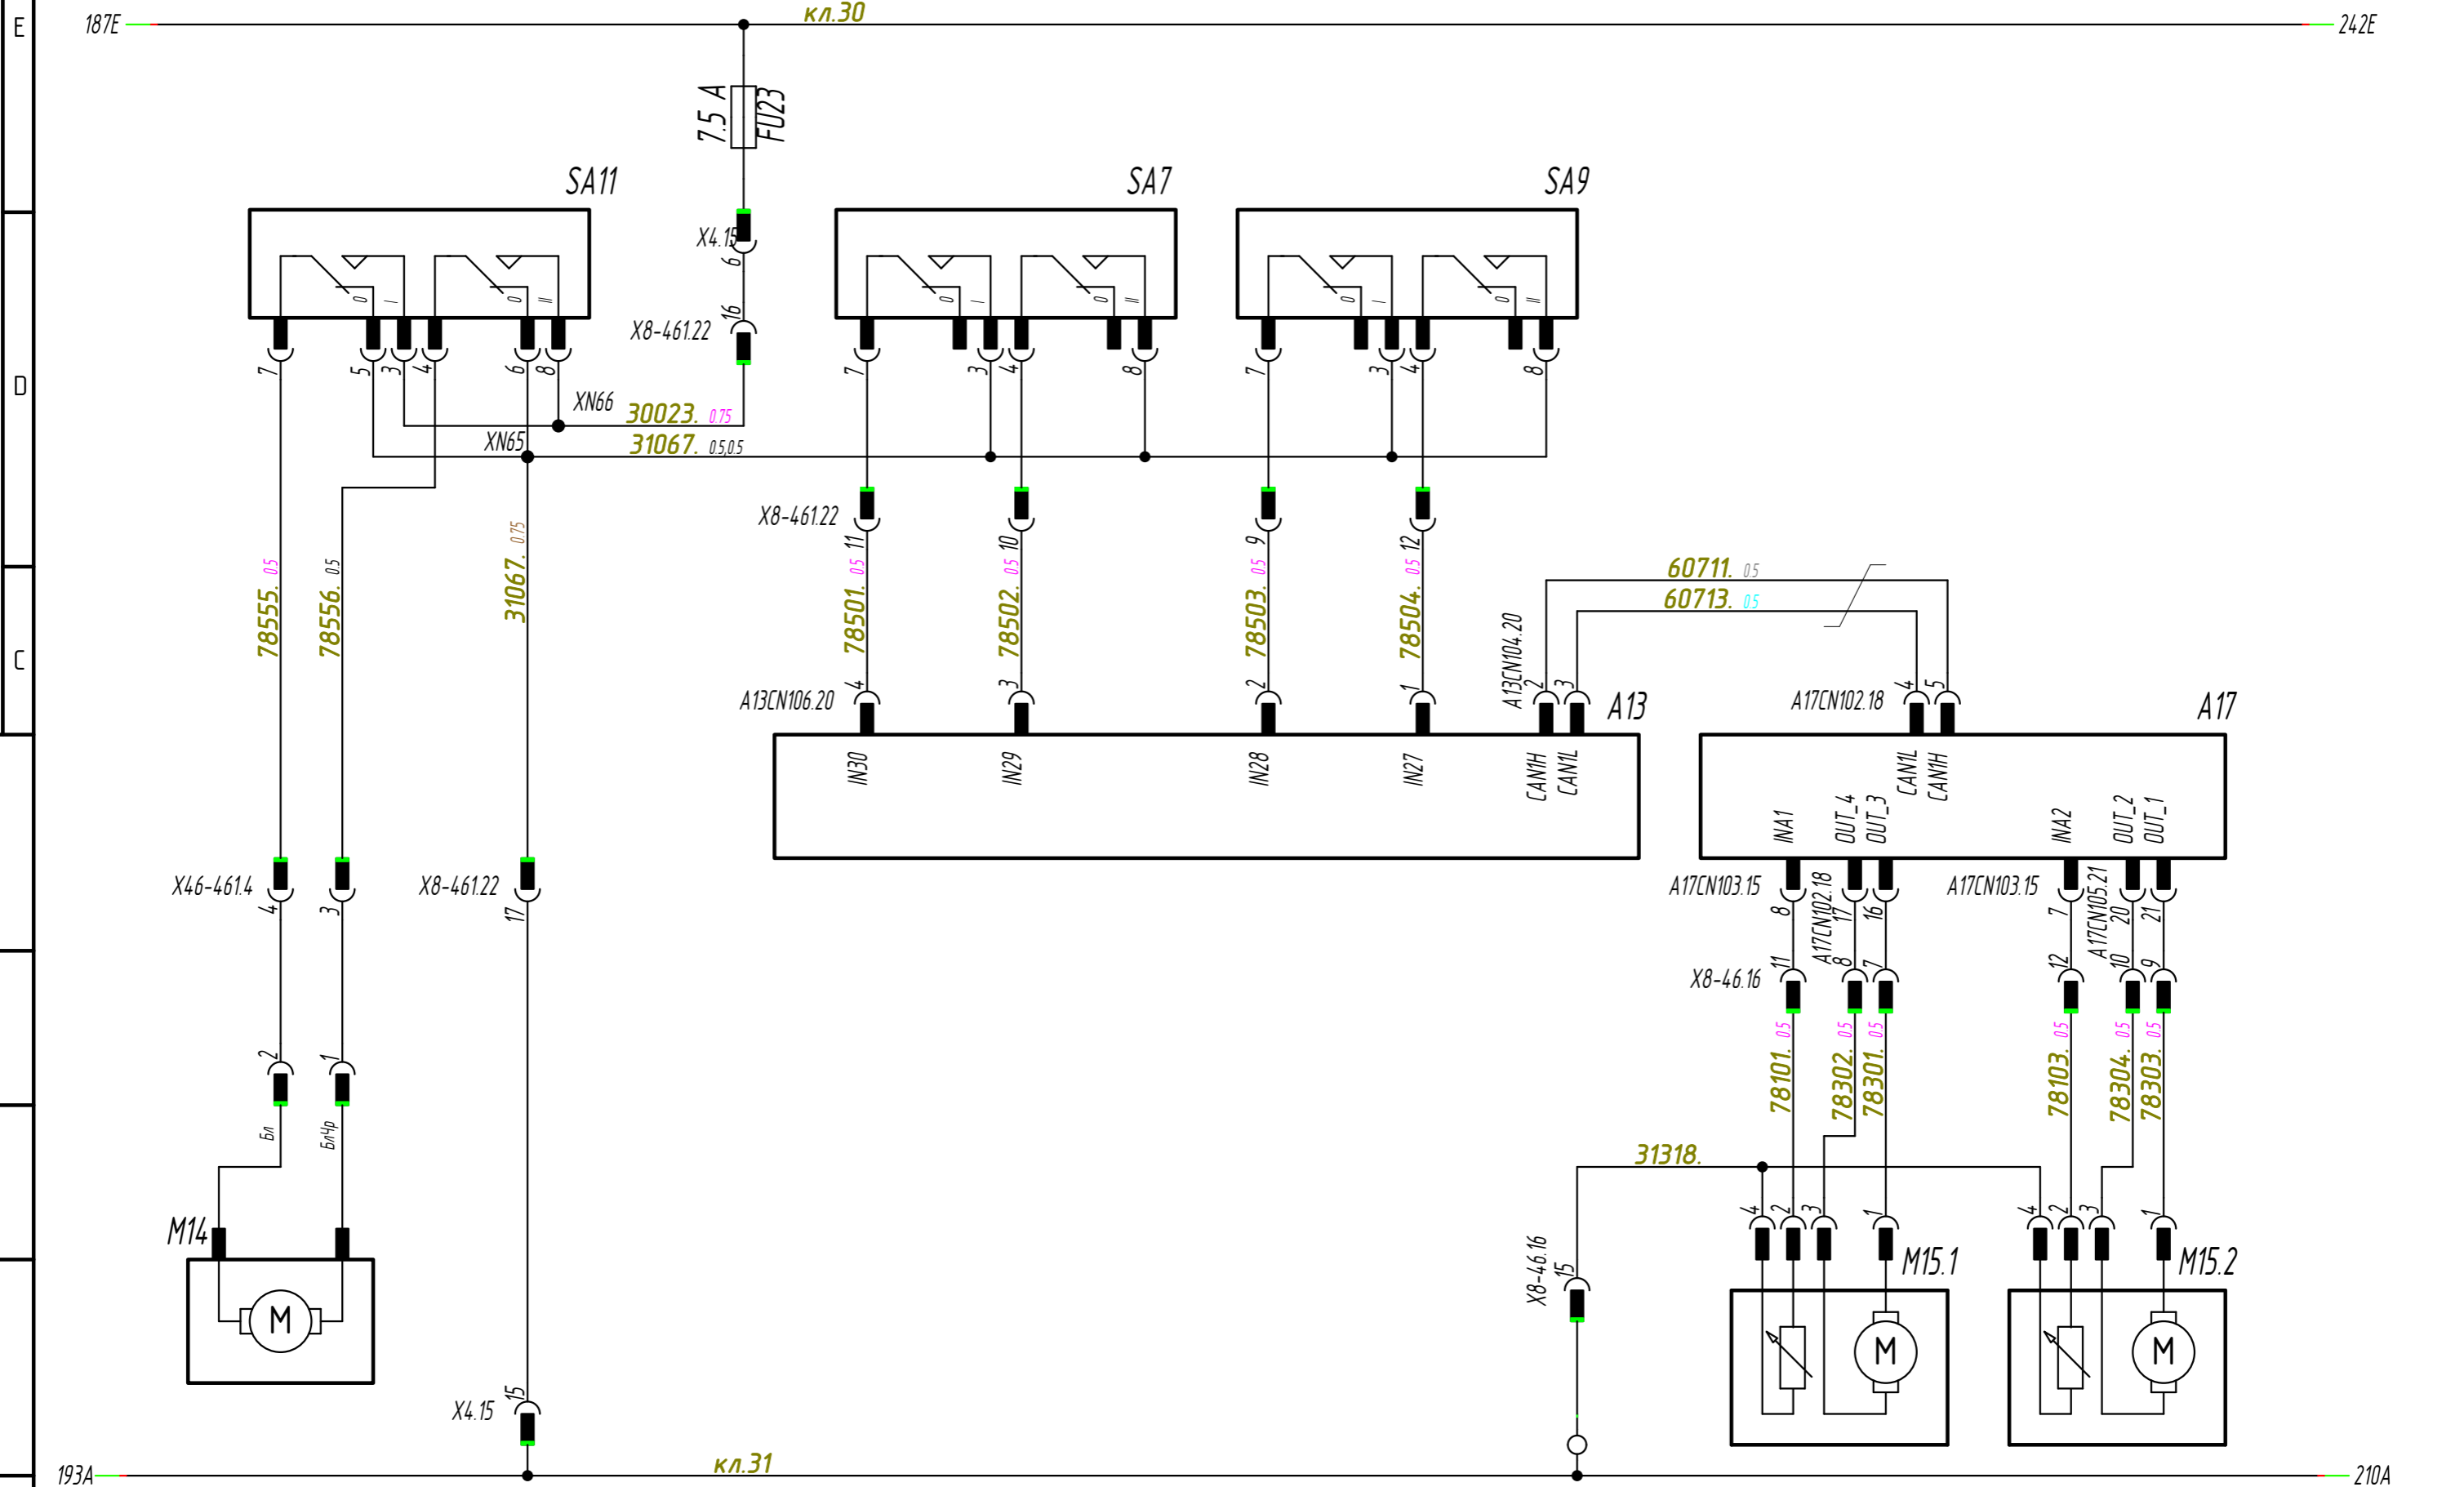 E
187E
кл.30
242E
7.5 A
FU23
SA11
SA7
SA9
X4.15
6
0
I
0
II
0
I
0
II
0
I
0
II
16
X8-461.22
7
5
3
4
6
8
7
3
4
8
7
3
4
8
D
XN66
30023. 0.75
XN65
31067. 0.5,0.5
X8-461.22
11
10
9
12
78555. 0.5
78556. 0.5
31067. 0.75
78501. 0.5
78502. 0.5
78503. 0.5
78504. 0.5
60711. 0.5
60713. 0.5
C
A13CN106.20
4
3
2
1
A13CN104.20
2
3
A13
A17CN102.18
4
5
A17
IN30
IN29
IN28
IN27
CAN1H
CAN1L
CAN1L
CAN1H
INA1
OUT_4
OUT_3
INA2
OUT_2
OUT_1
X46-461.4
4
3
X8-461.22
17
A17CN103.15
8
A17CN102.18
17
16
A17CN103.15
7
A17CN105.21
20
21
X8-46.16
11
8
7
12
10
9
78101. 0.5
78302. 0.5
78301. 0.5
78103. 0.5
78304. 0.5
78303. 0.5
2
1
Бл
БлЧр
31318.
4
2
3
1
4
2
3
1
M14
M
X8-46.16
15
M15.1
M
M15.2
M
X4.15
15
193A
кл.31
210A